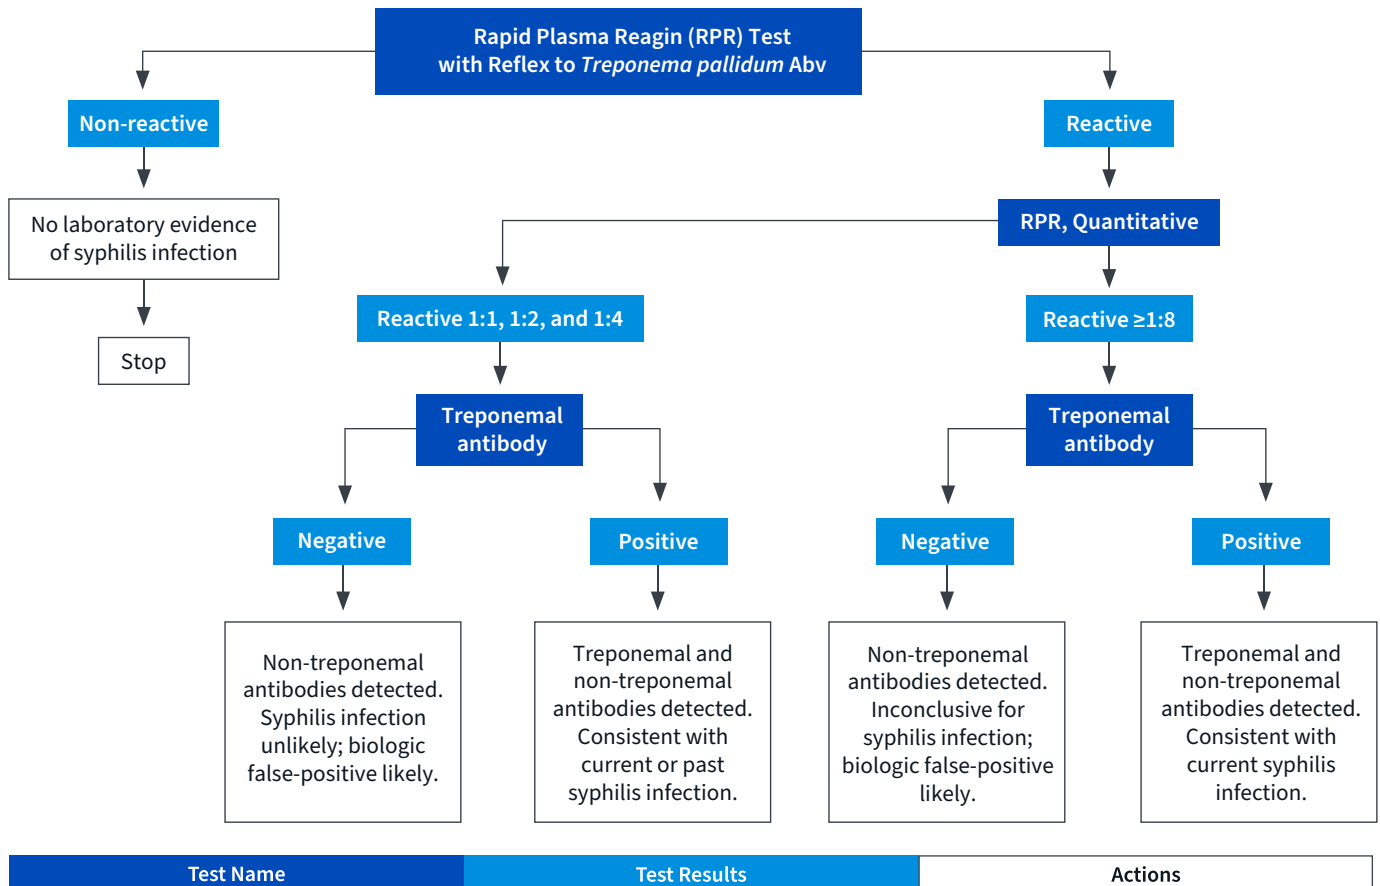 Rapid Plasma Reagin (RPR) Test
with Reflex to Treponema pallidum Abv
Non-reactive
Reactive
No laboratory evidence
of syphilis infection
RPR, Quantitative
Reactive 1:1, 1:2, and 1:4
Reactive ≥1:8
Stop
Treponemal
antibody
Treponemal
antibody
Negative
Positive
Negative
Positive
Non-treponemal
antibodies detected.
Syphilis infection
unlikely; biologic
false-positive likely.
Treponemal and
non-treponemal
antibodies detected.
Consistent with
current or past
syphilis infection.
Non-treponemal
antibodies detected.
Inconclusive for
syphilis infection;
biologic false-positive
likely.
Treponemal and
non-treponemal
antibodies detected.
Consistent with
current syphilis
infection.
Test Name
Test Results
Actions